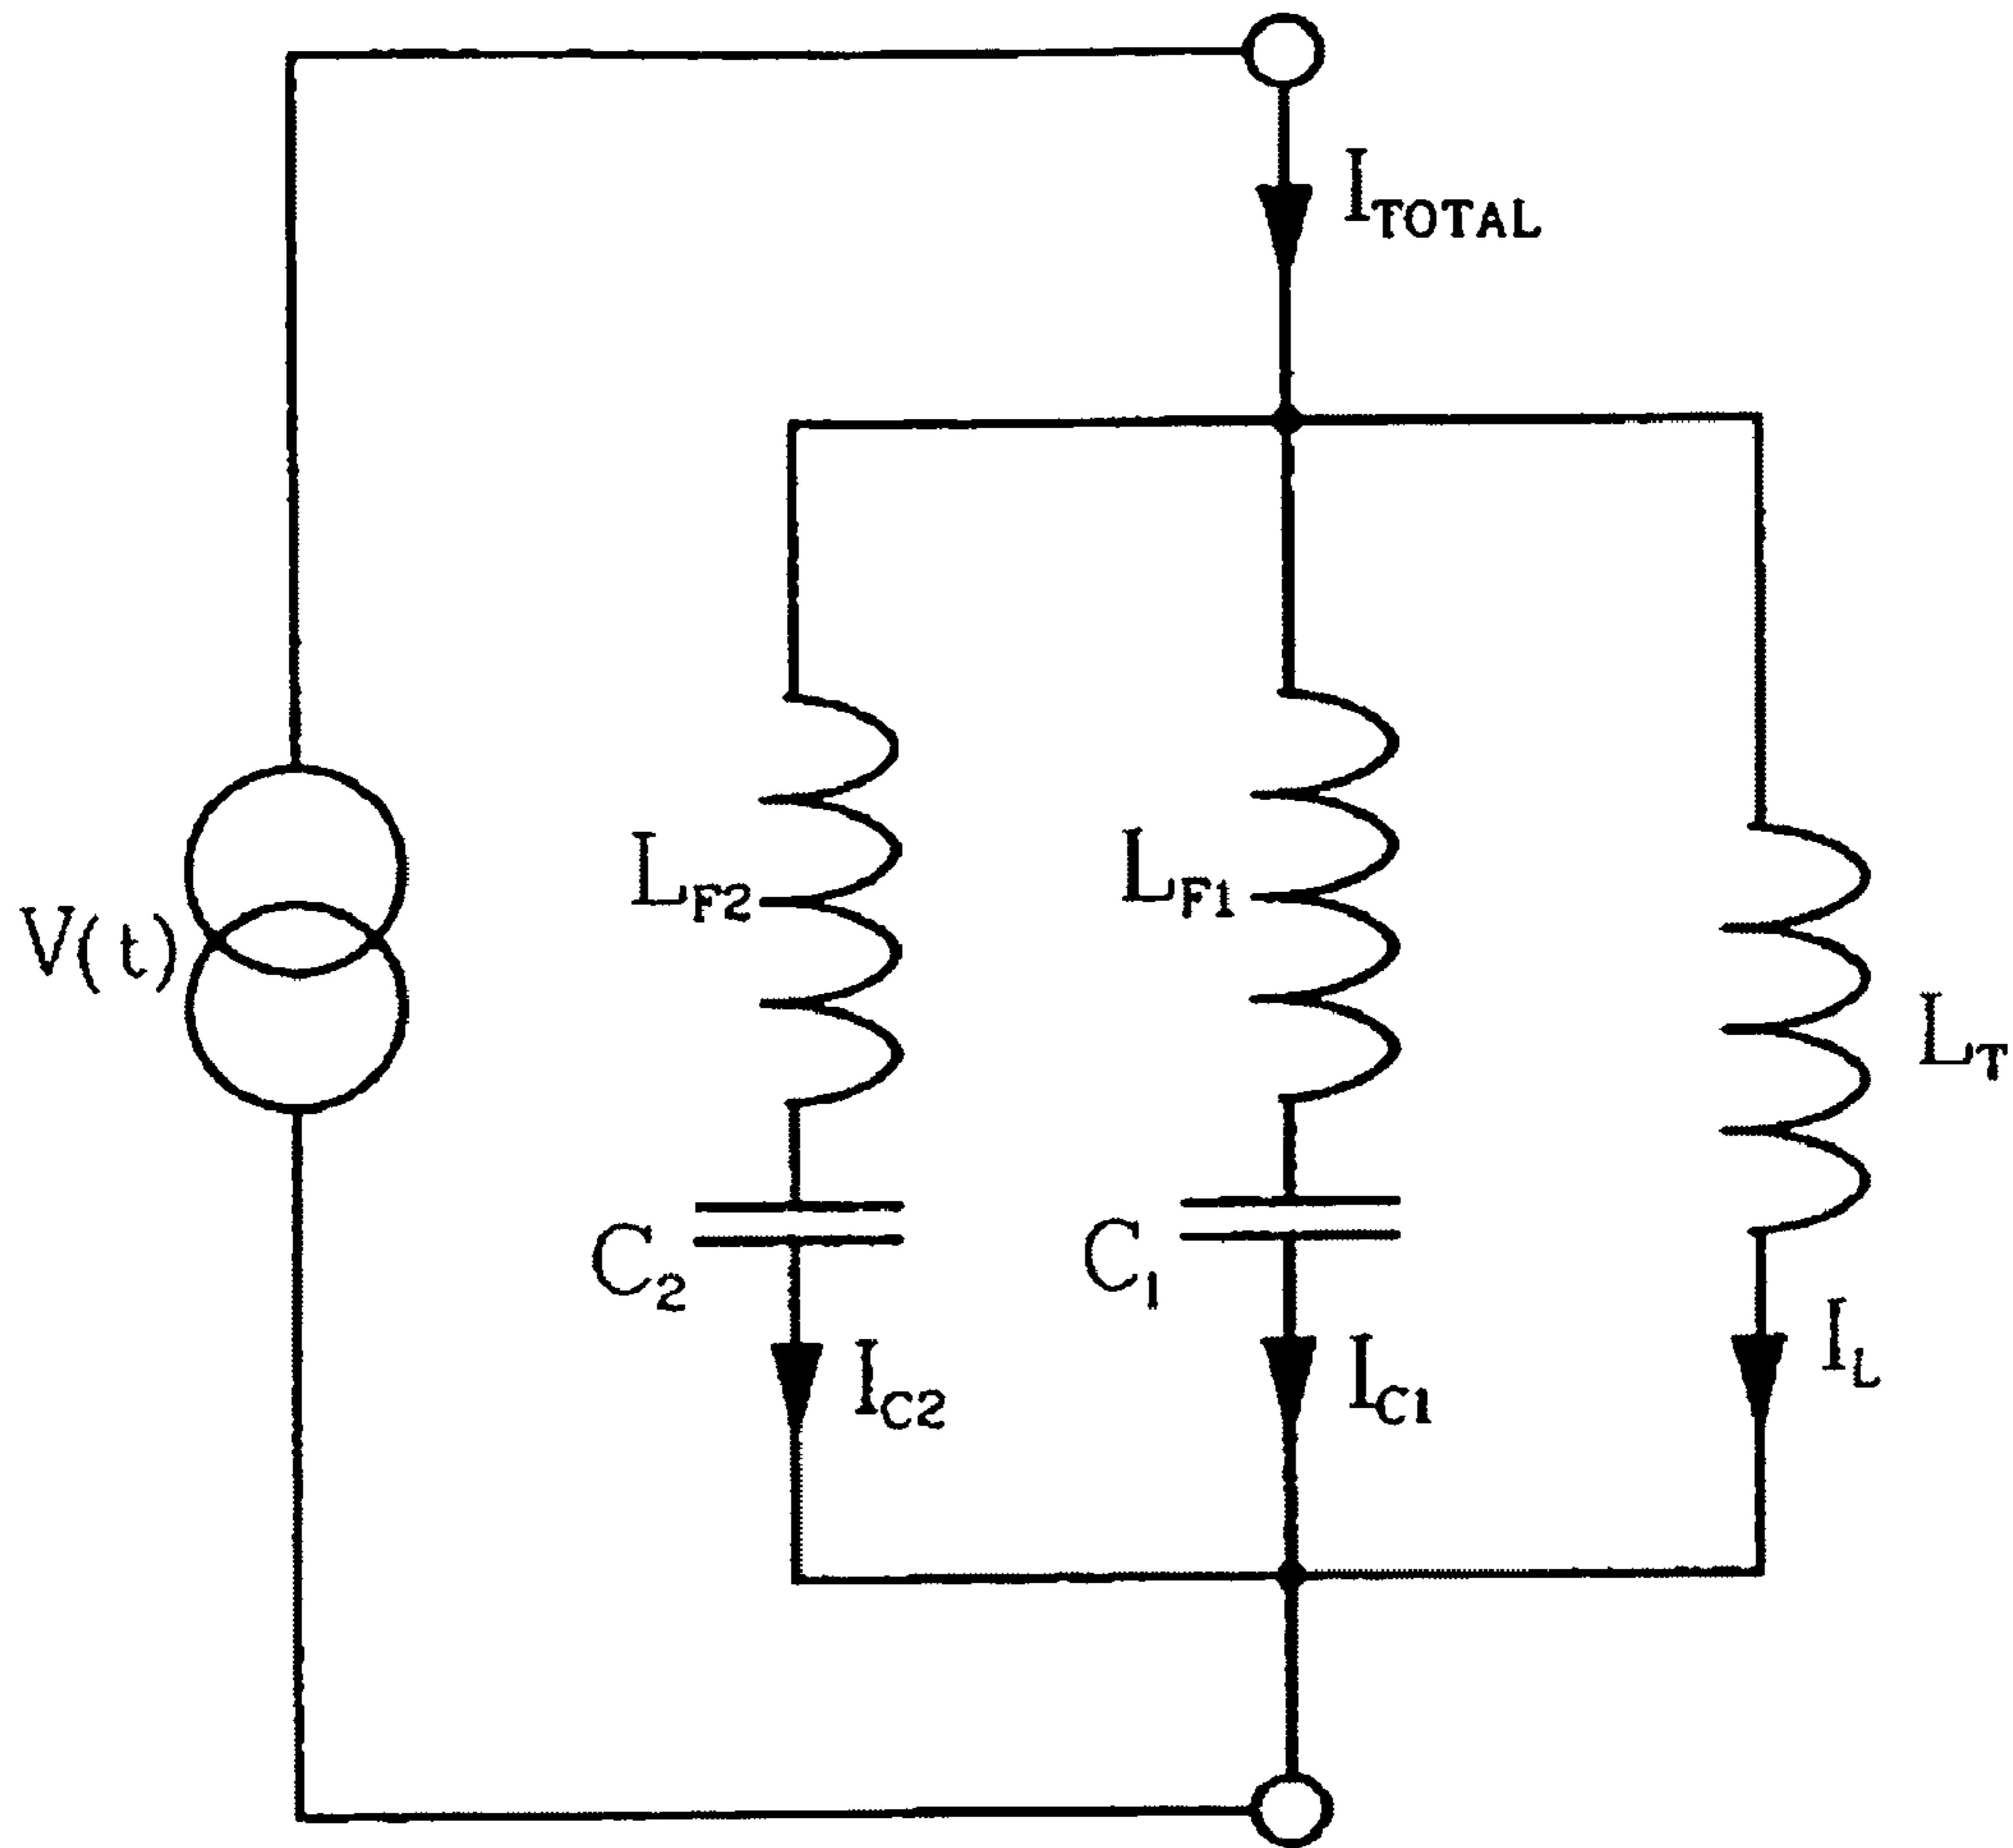 I_TOTAL
L_F2
L_F1
V(t)
L_T
C_2
C_1
I_C2
I_C1
I_L